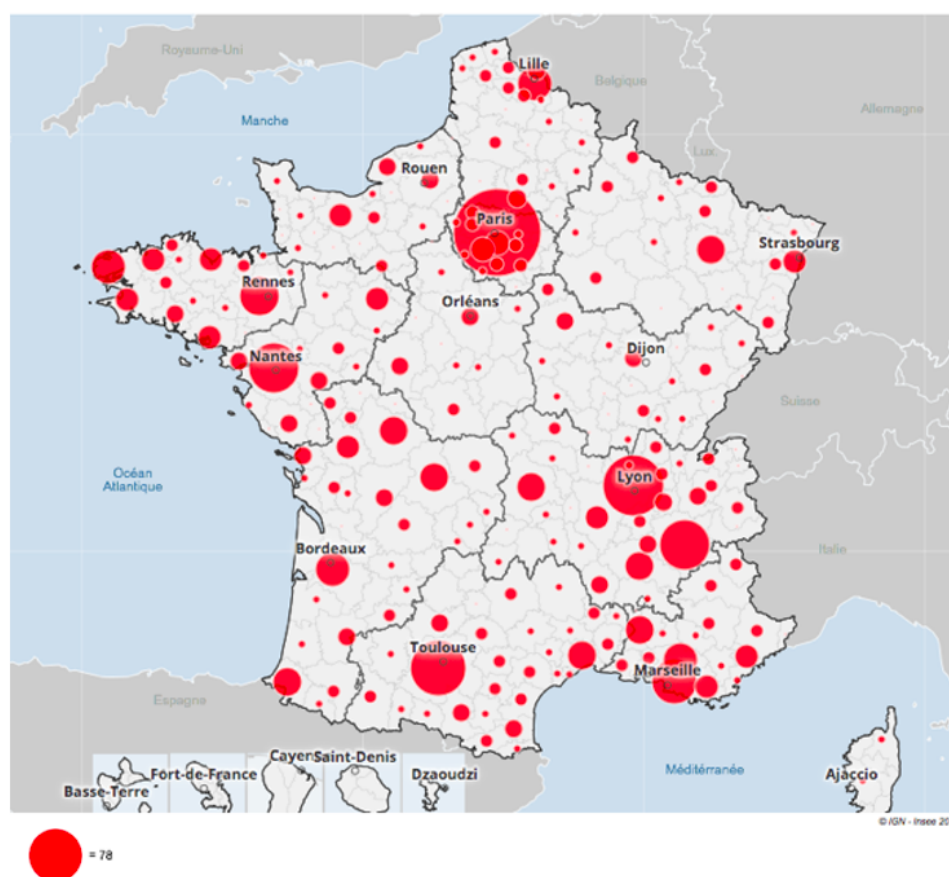 Royaume-Uni
Lille
Belgique
Allemagne
Manche
Lux.
Rouen
Paris
Strasbourg
Rennes
Orléans
Nantes
Dijon
Suisse
Océan
Atlantique
Lyon
Bordeaux
Italie
Toulouse
Marseille
Espagne
Méditérranée
Ajaccio
Basse-Terre
Fort-de-France
Cayen
Saint-Denis
Dzaoudzi
© IGN - Insee 20
= 78